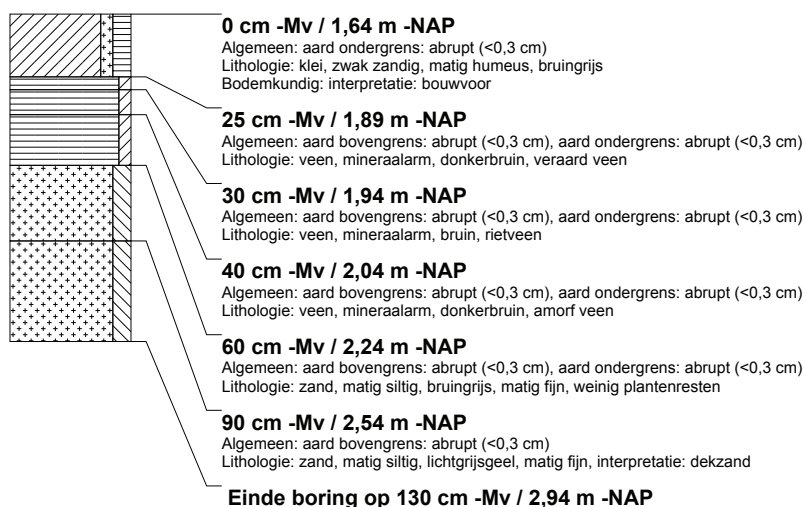 0 cm -Mv / 1,64 m -NAP
Algemeen: aard ondergrens: abrupt (<0,3 cm)
Lithologie: klei, zwak zandig, matig humeus, bruingrijs
Bodemkundig: interpretatie: bouwvoor
25 cm -Mv / 1,89 m -NAP
Algemeen: aard bovengrens: abrupt (<0,3 cm), aard ondergrens: abrupt (<0,3 cm)
Lithologie: veen, mineraalarm, donkerbruin, veraard veen
30 cm -Mv / 1,94 m -NAP
Algemeen: aard bovengrens: abrupt (<0,3 cm), aard ondergrens: abrupt (<0,3 cm)
Lithologie: veen, mineraalarm, bruin, rietveen
40 cm -Mv / 2,04 m -NAP
Algemeen: aard bovengrens: abrupt (<0,3 cm), aard ondergrens: abrupt (<0,3 cm)
Lithologie: veen, mineraalarm, donkerbruin, amorf veen
60 cm -Mv / 2,24 m -NAP
Algemeen: aard bovengrens: abrupt (<0,3 cm), aard ondergrens: abrupt (<0,3 cm)
Lithologie: zand, matig siltig, bruingrijs, matig fijn, weinig plantenresten
90 cm -Mv / 2,54 m -NAP
Algemeen: aard bovengrens: abrupt (<0,3 cm)
Lithologie: zand, matig siltig, lichtgrijsgeel, matig fijn, interpretatie: dekzand
Einde boring op 130 cm -Mv / 2,94 m -NAP